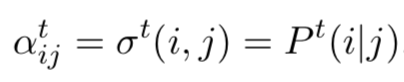 α^t_{ij} = σ^t(i, j) = P^t(i|j)